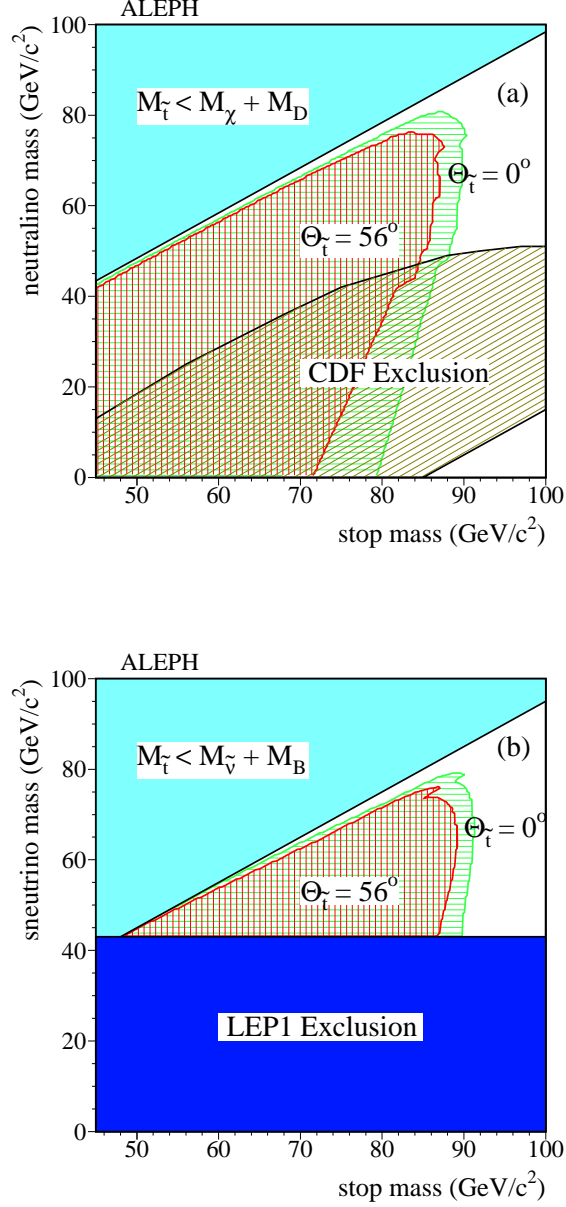 ALEPH
neutralino mass (GeV/c²)
100
80
60
40
20
0
M_t̃ < M_χ + M_D
(a)
Θ_t̃ = 0°
Θ_t̃ = 56°
CDF Exclusion
50 60 70 80 90 100
stop mass (GeV/c²)
ALEPH
sneutrino mass (GeV/c²)
100
80
60
40
20
0
M_t̃ < M_ν̃ + M_B
(b)
Θ_t̃ = 0°
Θ_t̃ = 56°
LEP1 Exclusion
50 60 70 80 90 100
stop mass (GeV/c²)